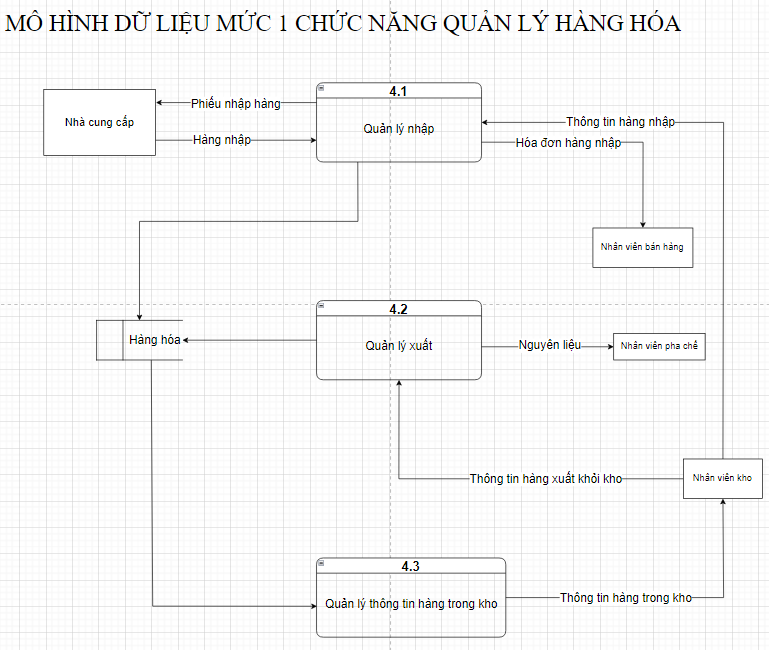 MÔ HÌNH DỮ LIỆU MỨC 1 CHỨC NĂNG QUẢN LÝ HÀNG HÓA
4.1
Phiếu nhập hàng
Nhà cung cấp
Quản lý nhập
Thông tin hàng nhập
Hàng nhập
Hóa đơn hàng nhập
Nhân viên bán hàng
4.2
Hàng hóa
Quản lý xuất
Nguyên liệu
Nhân viên pha chế
Thông tin hàng xuất khỏi kho
Nhân viên kho
4.3
Quản lý thông tin hàng trong kho
Thông tin hàng trong kho